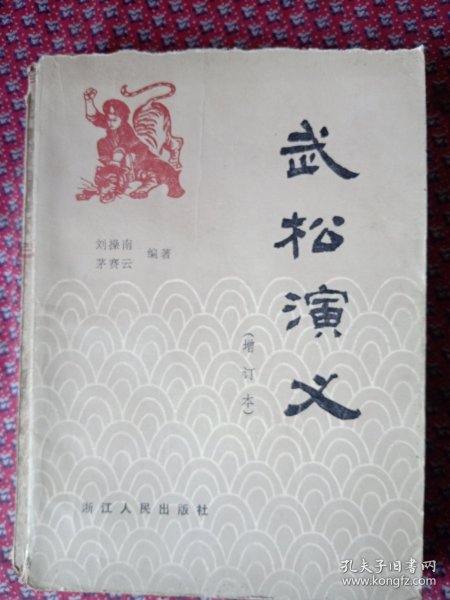 武松演义
(增订本)
刘操南
茅赛云
编著
浙江人民出版社
孔夫子旧书网
www.kongfz.com